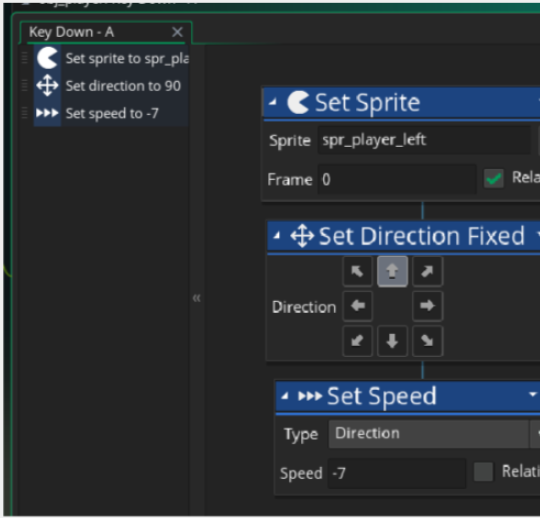 Key Down - A
Set sprite to spr_pla
Set direction to 90
Set speed to -7
Set Sprite
Sprite spr_player_left
Frame 0 Rela
Set Direction Fixed
Direction
Set Speed
Type Direction
Speed -7 Relati